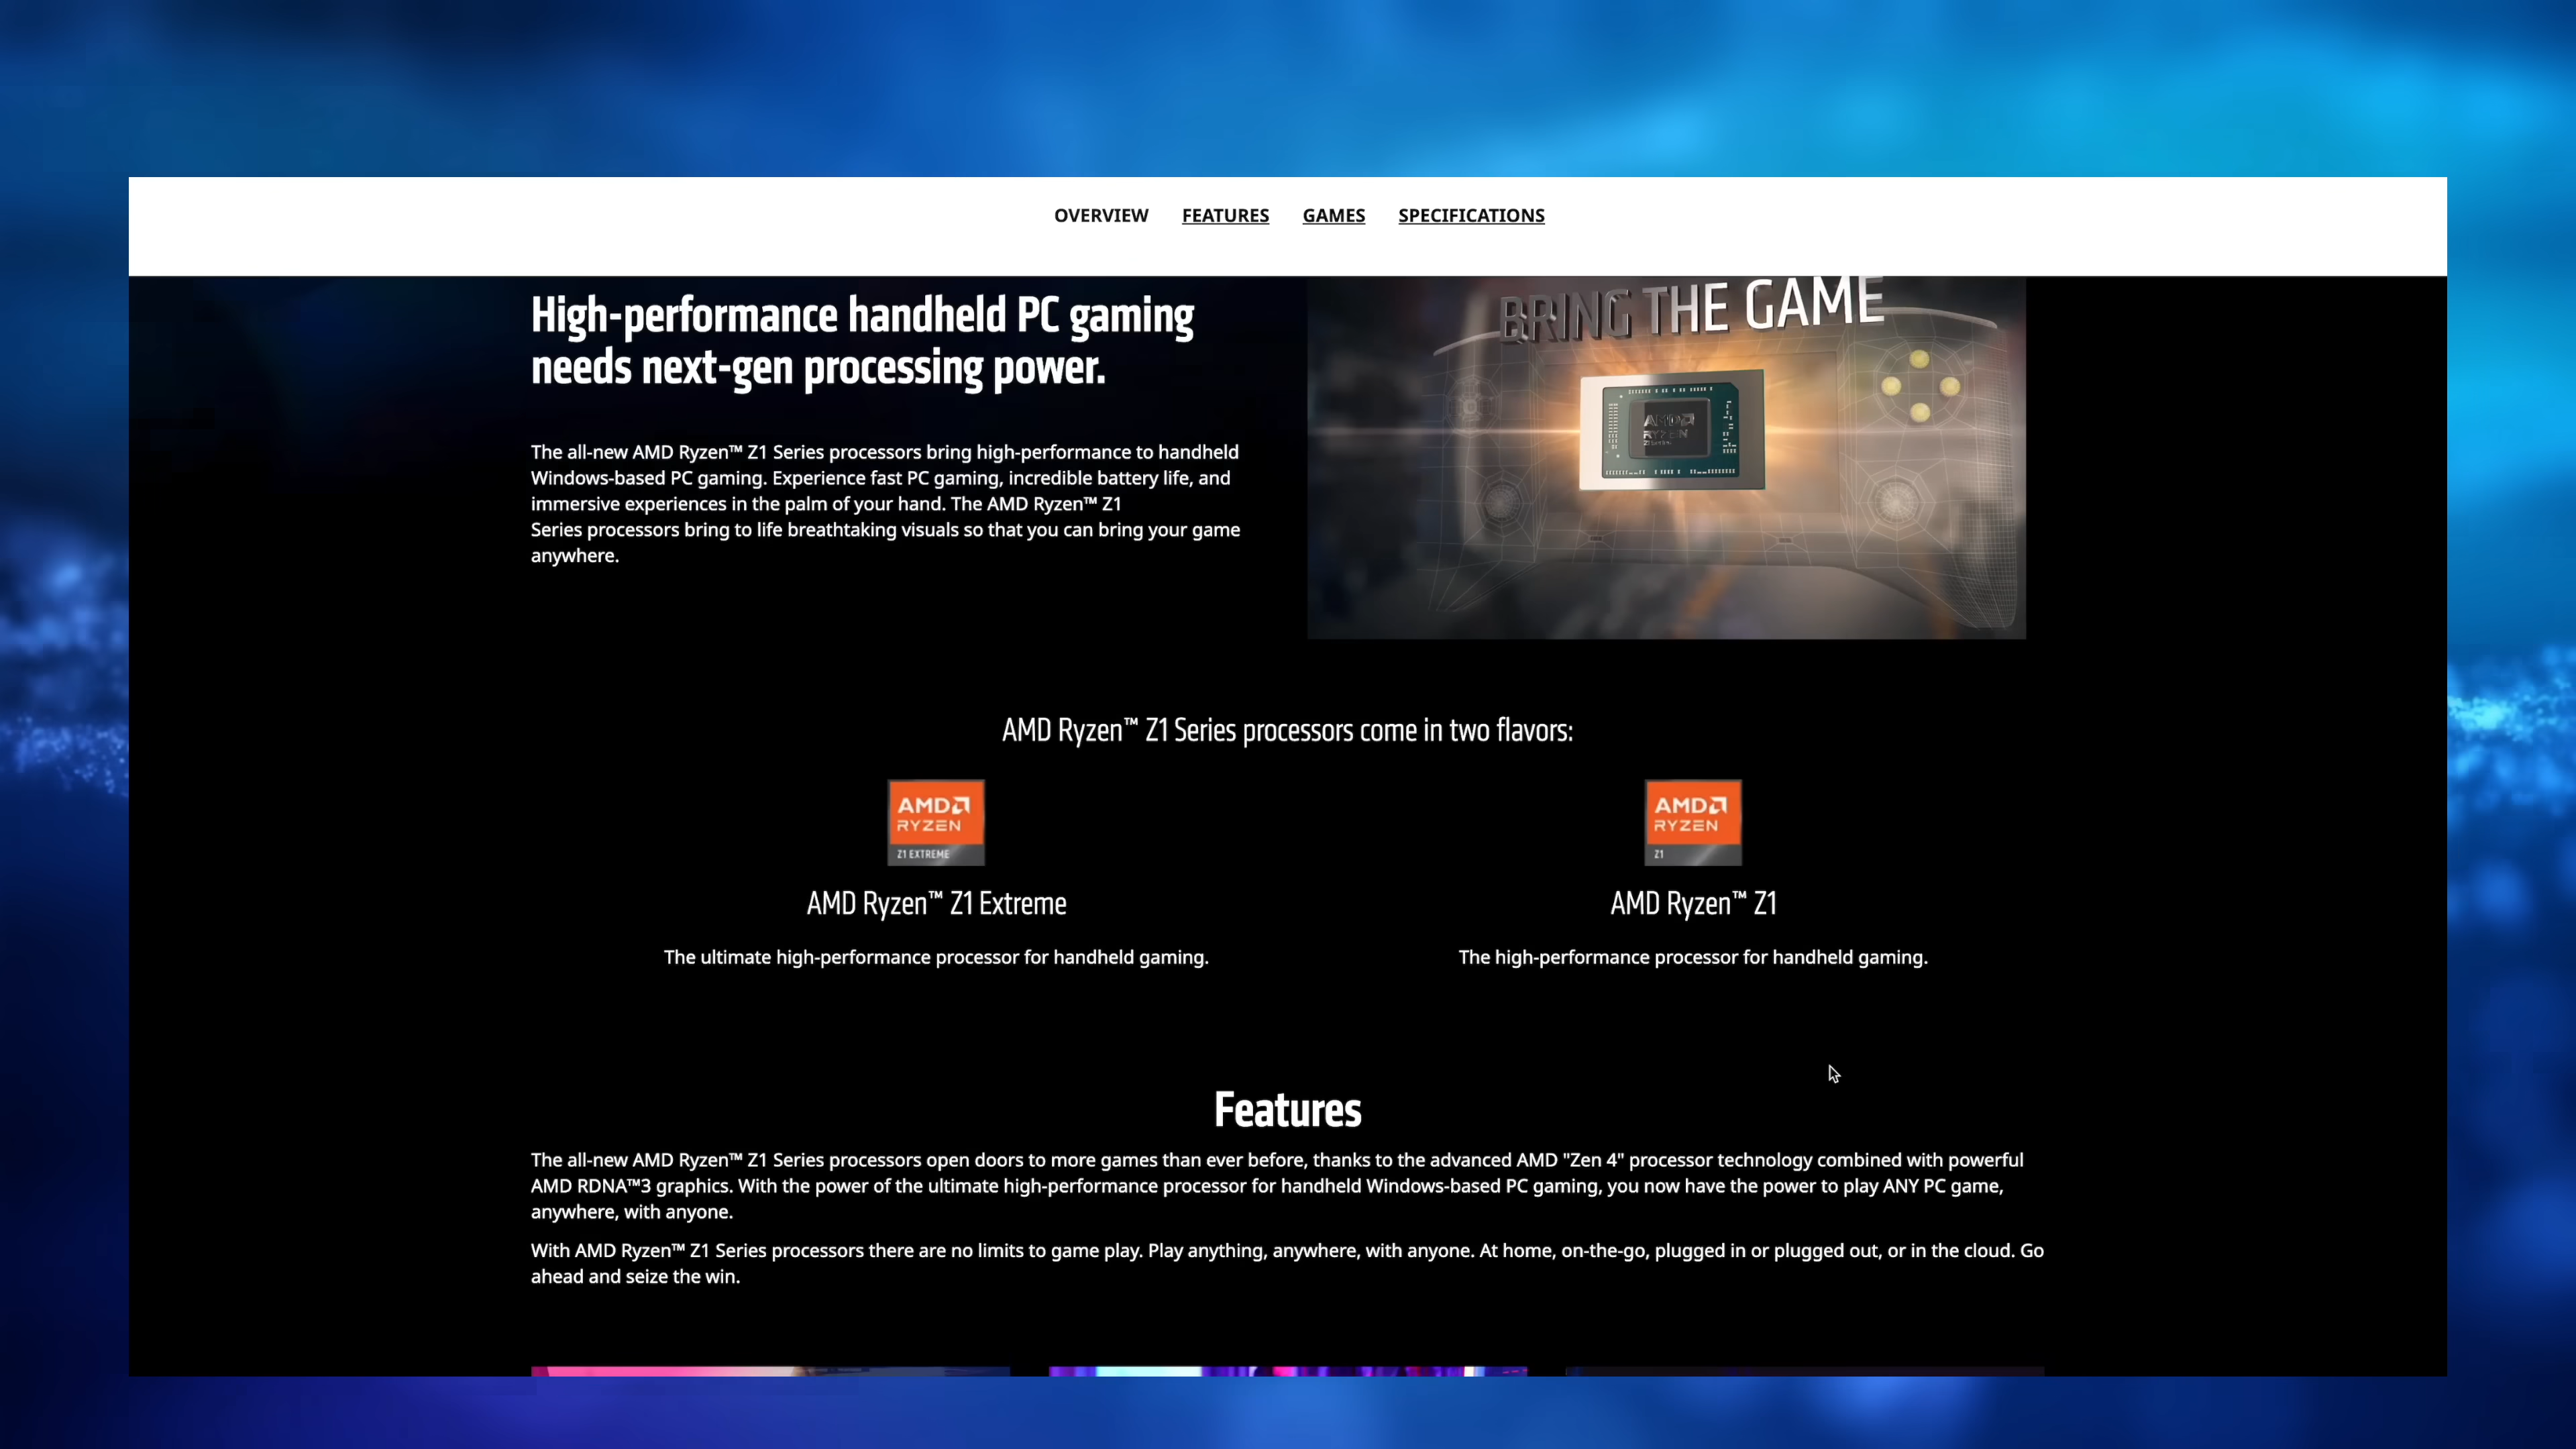 OVERVIEW FEATURES GAMES SPECIFICATIONS
High-performance handheld PC gaming
needs next-gen processing power.
The all-new AMD Ryzen™ Z1 Series processors bring high-performance to handheld
Windows-based PC gaming. Experience fast PC gaming, incredible battery life, and
immersive experiences in the palm of your hand. The AMD Ryzen™ Z1
Series processors bring to life breathtaking visuals so that you can bring your game
anywhere.
BRING THE GAME
AMD
RYZEN
Z1 Series
AMD Ryzen™ Z1 Series processors come in two flavors:
AMD
RYZEN
Z1 EXTREME
AMD Ryzen™ Z1 Extreme
The ultimate high-performance processor for handheld gaming.
AMD
RYZEN
Z1
AMD Ryzen™ Z1
The high-performance processor for handheld gaming.
Features
The all-new AMD Ryzen™ Z1 Series processors open doors to more games than ever before, thanks to the advanced AMD "Zen 4" processor technology combined with powerful
AMD RDNA™3 graphics. With the power of the ultimate high-performance processor for handheld Windows-based PC gaming, you now have the power to play ANY PC game,
anywhere, with anyone.
With AMD Ryzen™ Z1 Series processors there are no limits to game play. Play anything, anywhere, with anyone. At home, on-the-go, plugged in or plugged out, or in the cloud. Go
ahead and seize the win.